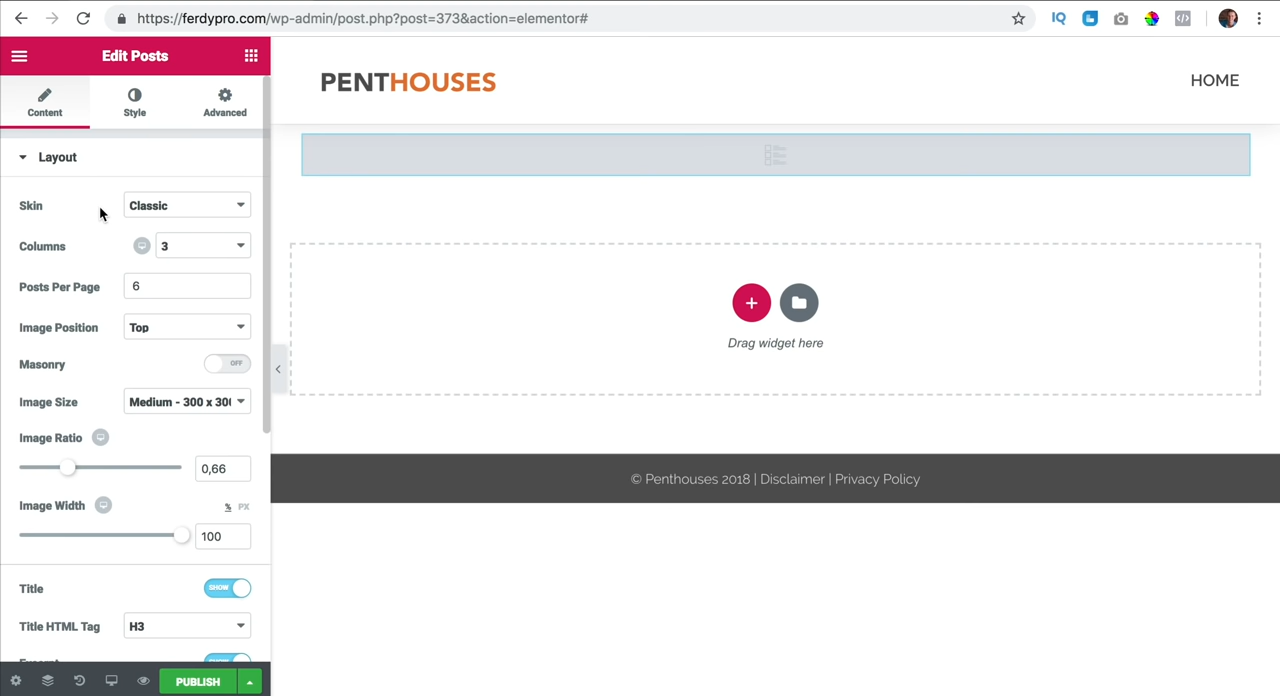 https://ferdypro.com/wp-admin/post.php?post=373&action=elementor#
IQ
Edit Posts
Content
Style
Advanced
Layout
Skin
Classic
Columns
3
Posts Per Page
6
Image Position
Top
Masonry
OFF
Image Size
Medium - 300 x 30
Image Ratio
0,66
Image Width
% PX
100
Title
SHOW
Title HTML Tag
H3
PUBLISH
PENTHOUSES
HOME
Drag widget here
© Penthouses 2018 | Disclaimer | Privacy Policy